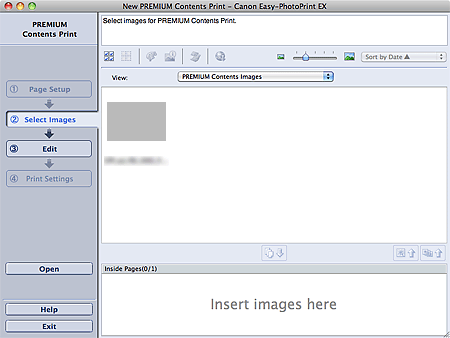 New PREMIUM Contents Print - Canon Easy-PhotoPrint EX
PREMIUM
Contents Print
Select images for PREMIUM Contents Print.
① Page Setup
② Select Images
③ Edit
④ Print Settings
Open
Help
Exit
Sort by Date ▲
View:
PREMIUM Contents Images
Inside Pages(0/1)
Insert images here